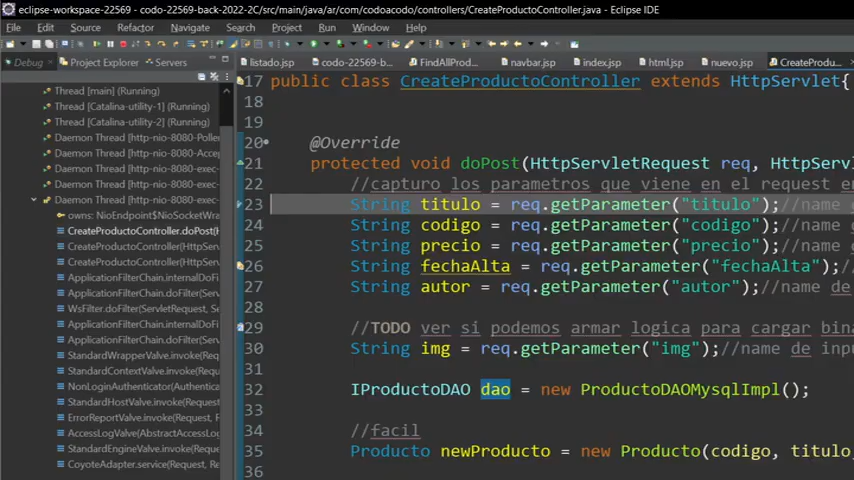 eclipse-workspace-22569 - codo-22569-back-2022-2C/src/main/java/ar/com/codoacodo/controllers/CreateProductoController.java - Eclipse IDE
File Edit Source Refactor Navigate Search Project Run Window Help
Debug Project Explorer Servers
listado.jsp codo-22569-b... FindAllProd... navbar.jsp index.jsp html.jsp nuevo.jsp CreateProduc...
Thread [main] (Running)
Thread [Catalina-utility-1] (Running)
Thread [Catalina-utility-2] (Running)
Daemon Thread [http-nio-8080-Poller
Daemon Thread [http-nio-8080-Acce
Daemon Thread [http-nio-8080-exec-
Daemon Thread [http-nio-8080-exec-
Daemon Thread [http-nio-8080-exec-
owns: NioEndpoint$NioSocketWra
CreateProductoController.doPost(H
CreateProductoController(HttpServ
CreateProductoController(HttpServ
ApplicationFilterChain.internalDoFi
ApplicationFilterChain.doFilter(Serv
WsFilter.doFilter(ServletRequest, Se
ApplicationFilterChain.internalDoFi
ApplicationFilterChain.doFilter(Serv
StandardWrapperValve.invoke(Requ
StandardContextValve.invoke(Reque
NonLoginAuthenticator(Authentica
StandardHostValve.invoke(Request,
ErrorReportValve.invoke(Request, R
AccessLogValve(AbstractAccessLog
StandardEngineValve.invoke(Reque
CoyoteAdapter.service(Request, Re
17 public class CreateProductoController extends HttpServlet{
18
19
20 @Override
21 protected void doPost(HttpServletRequest req, HttpServl
22 //capturo los parametros que viene en el request en
23 String titulo = req.getParameter("titulo");//name d
24 String codigo = req.getParameter("codigo");//name d
25 String precio = req.getParameter("precio");//name d
26 String fechaAlta = req.getParameter("fechaAlta");//
27 String autor = req.getParameter("autor");//name de
28
29 //TODO ver si podemos armar logica para cargar bina
30 String img = req.getParameter("img");//name de inpu
31
32 IProductoDAO dao = new ProductoDAOMysqlImpl();
33
34 //facil
35 Producto newProducto = new Producto(codigo, titulo,
36